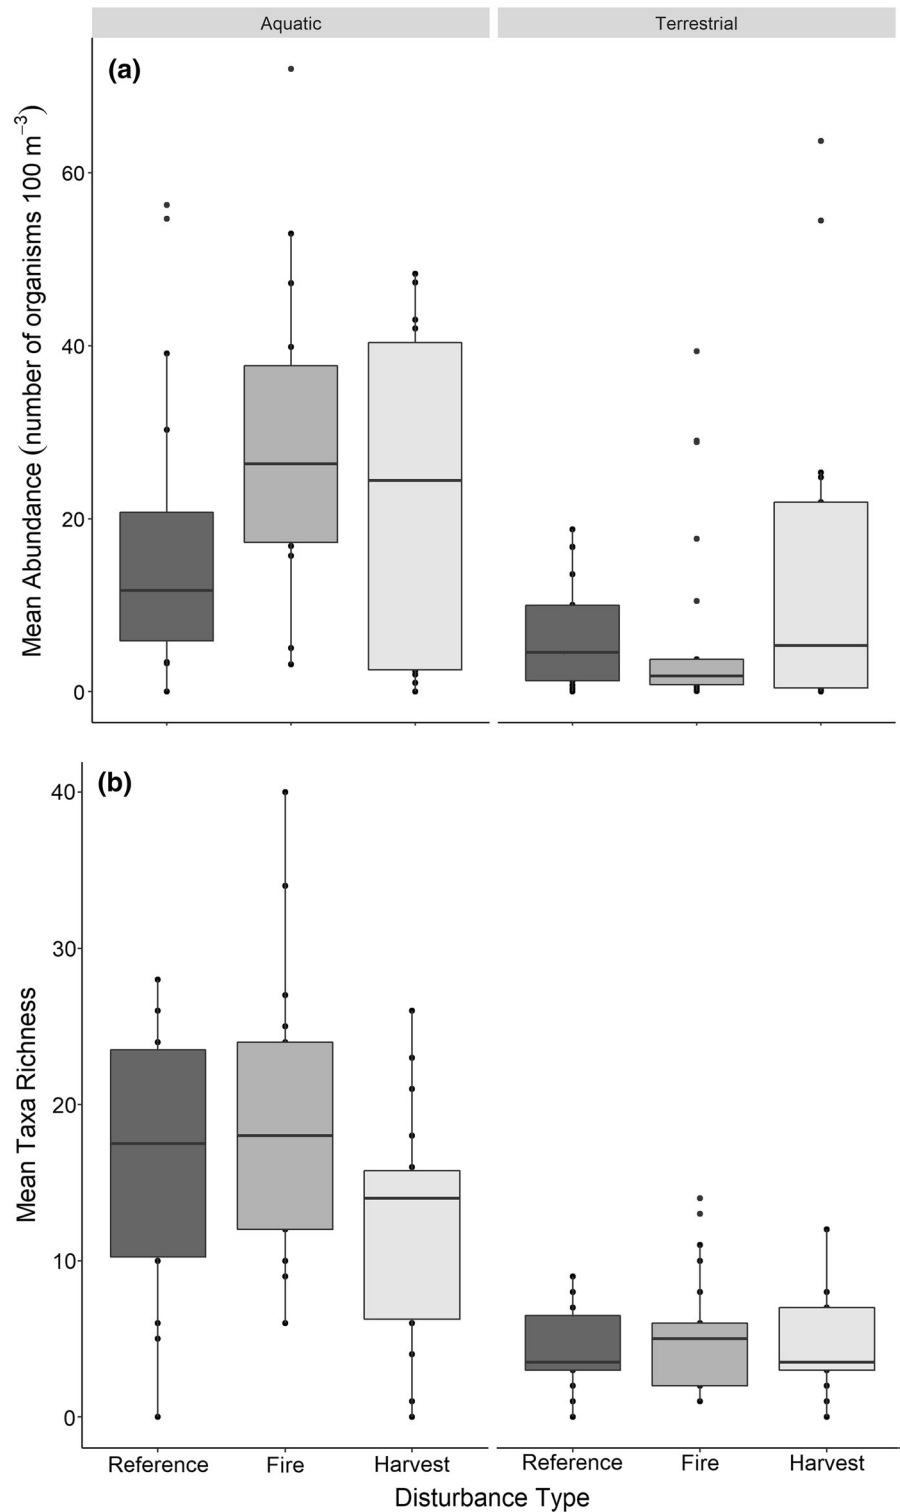 Aquatic Terrestrial
(a)
Mean Abundance (number of organisms 100 m⁻³)
60
40
20
0
(b)
Mean Taxa Richness
40
30
20
10
0
Reference Fire Harvest Reference Fire Harvest
Disturbance Type